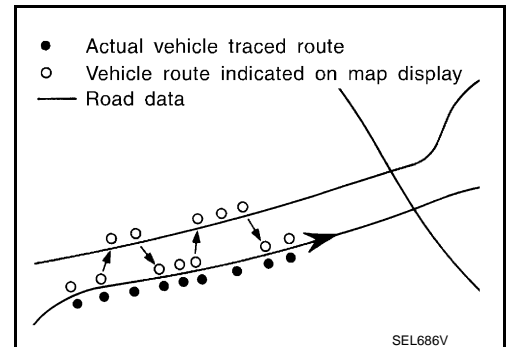 Actual vehicle traced route
Vehicle route indicated on map display
Road data
SEL686V